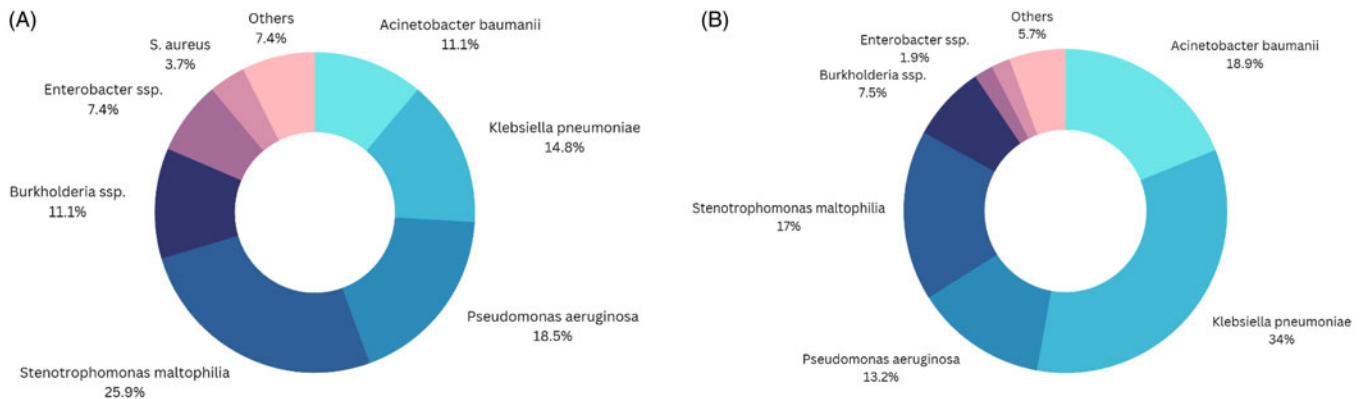 (A)
Others
7.4%
Acinetobacter baumanii
11.1%
S. aureus
3.7%
Enterobacter ssp.
7.4%
Klebsiella pneumoniae
14.8%
Burkholderia ssp.
11.1%
Pseudomonas aeruginosa
18.5%
Stenotrophomonas maltophilia
25.9%
(B)
Others
5.7%
Enterobacter ssp.
1.9%
Acinetobacter baumanii
18.9%
Burkholderia ssp.
7.5%
Stenotrophomonas maltophilia
17%
Klebsiella pneumoniae
34%
Pseudomonas aeruginosa
13.2%